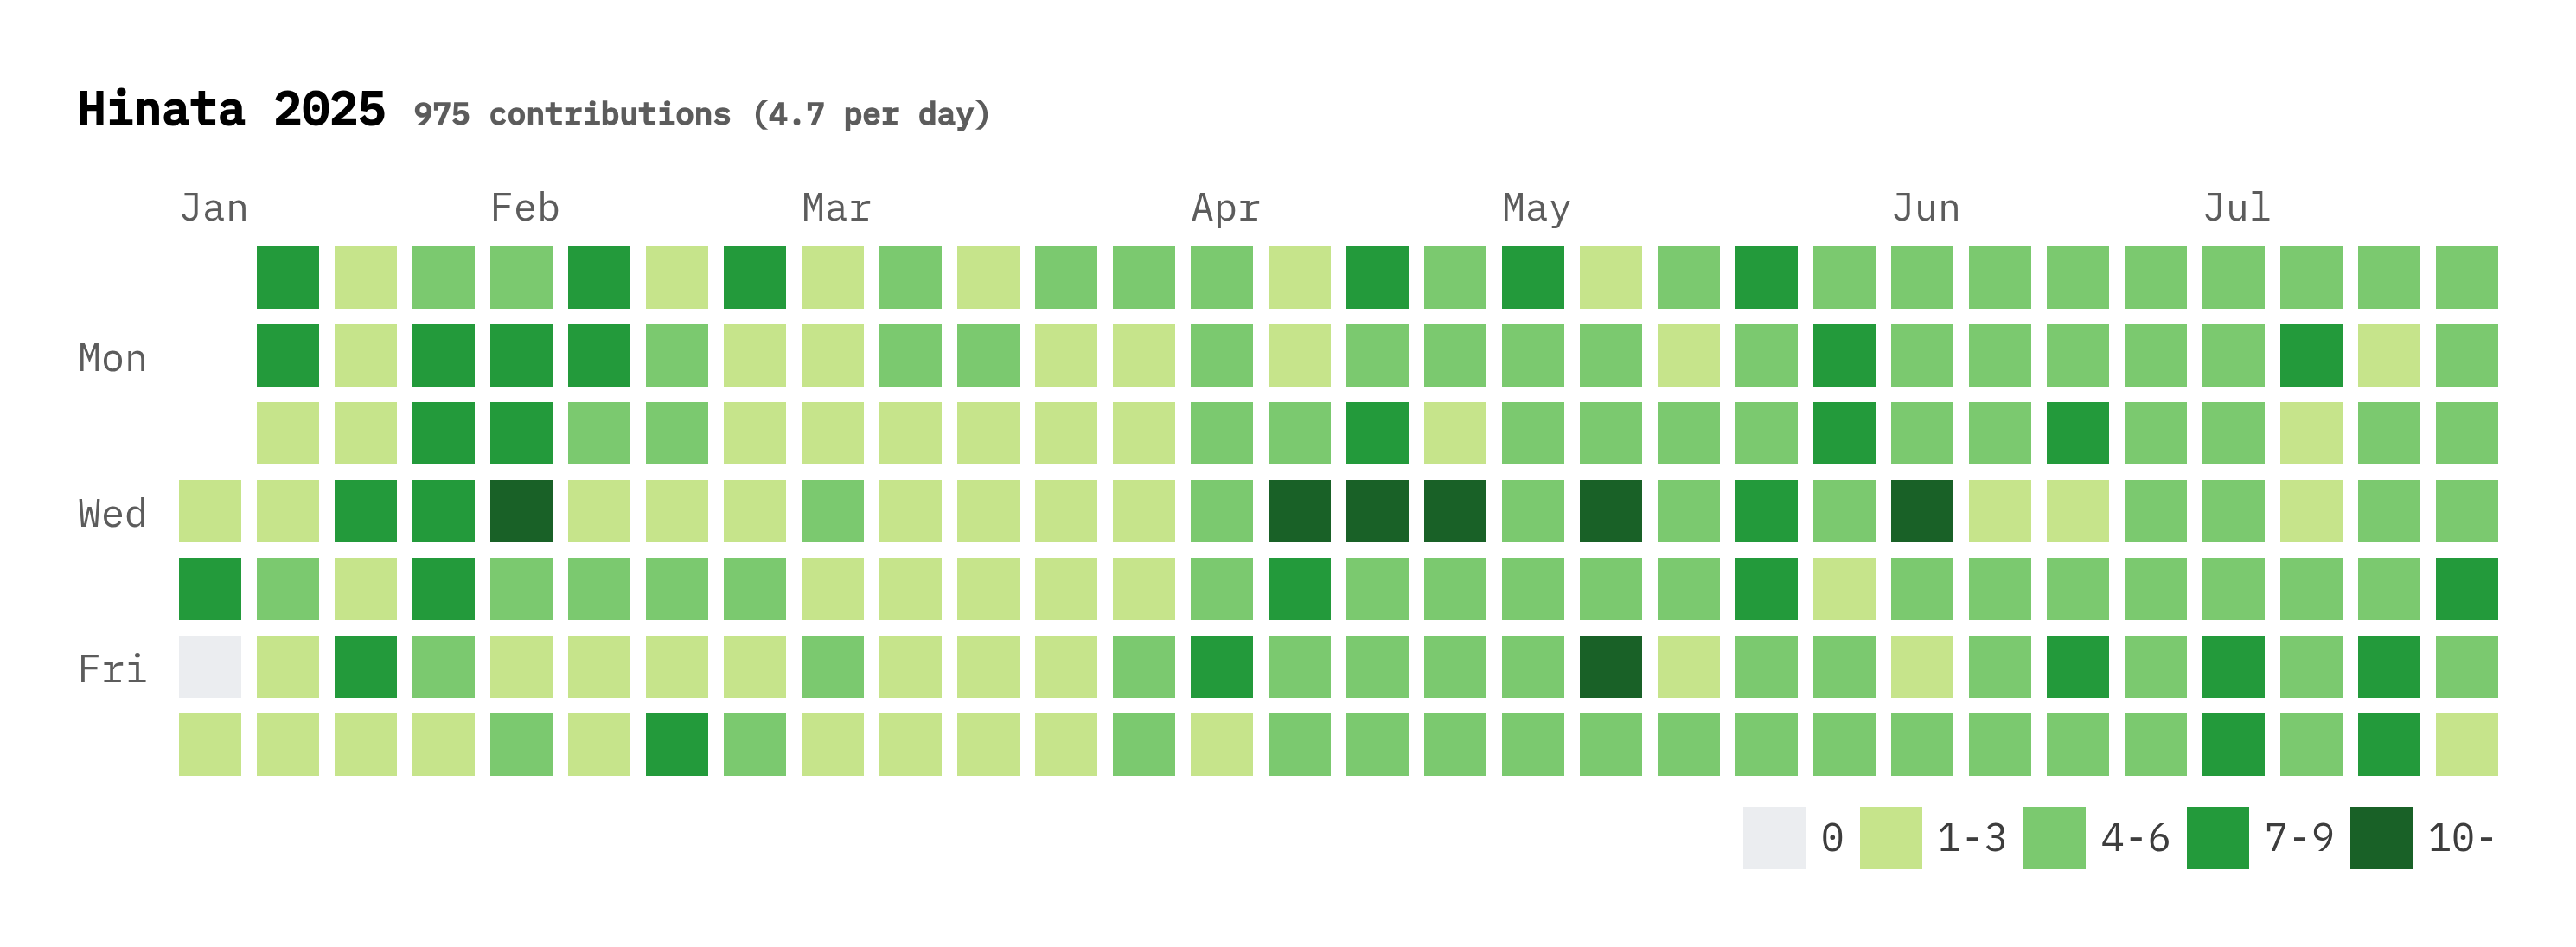 Hinata 2025 975 contributions (4.7 per day)
Jan Feb Mar Apr May Jun Jul
Mon
Wed
Fri
0 1-3 4-6 7-9 10-